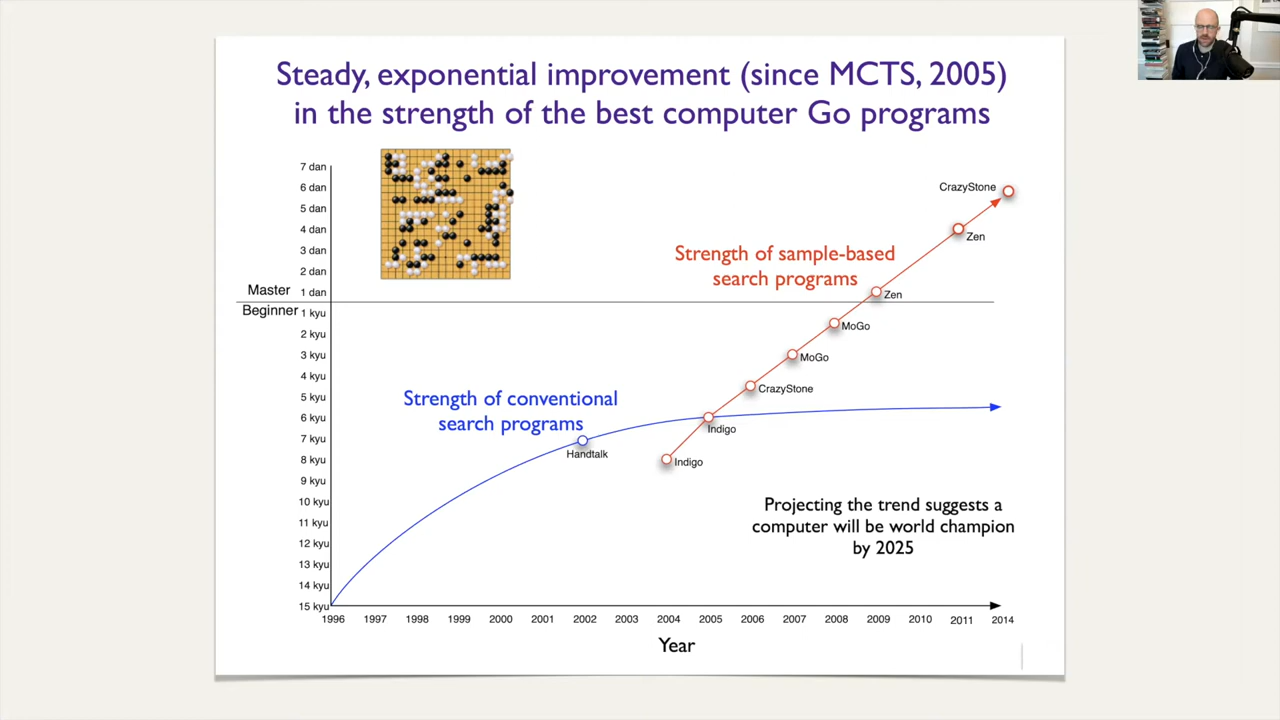 Steady, exponential improvement (since MCTS, 2005)
in the strength of the best computer Go programs
7 dan
6 dan
5 dan
4 dan
3 dan
2 dan
Master
1 dan
Beginner
1 kyu
2 kyu
3 kyu
4 kyu
5 kyu
6 kyu
7 kyu
8 kyu
9 kyu
10 kyu
11 kyu
12 kyu
13 kyu
14 kyu
15 kyu
CrazyStone
Zen
Strength of sample-based
search programs
Zen
MoGo
MoGo
CrazyStone
Strength of conventional
search programs
Indigo
Handtalk
Indigo
Projecting the trend suggests a
computer will be world champion
by 2025
1996 1997 1998 1999 2000 2001 2002 2003 2004 2005 2006 2007 2008 2009 2010 2011 2014
Year